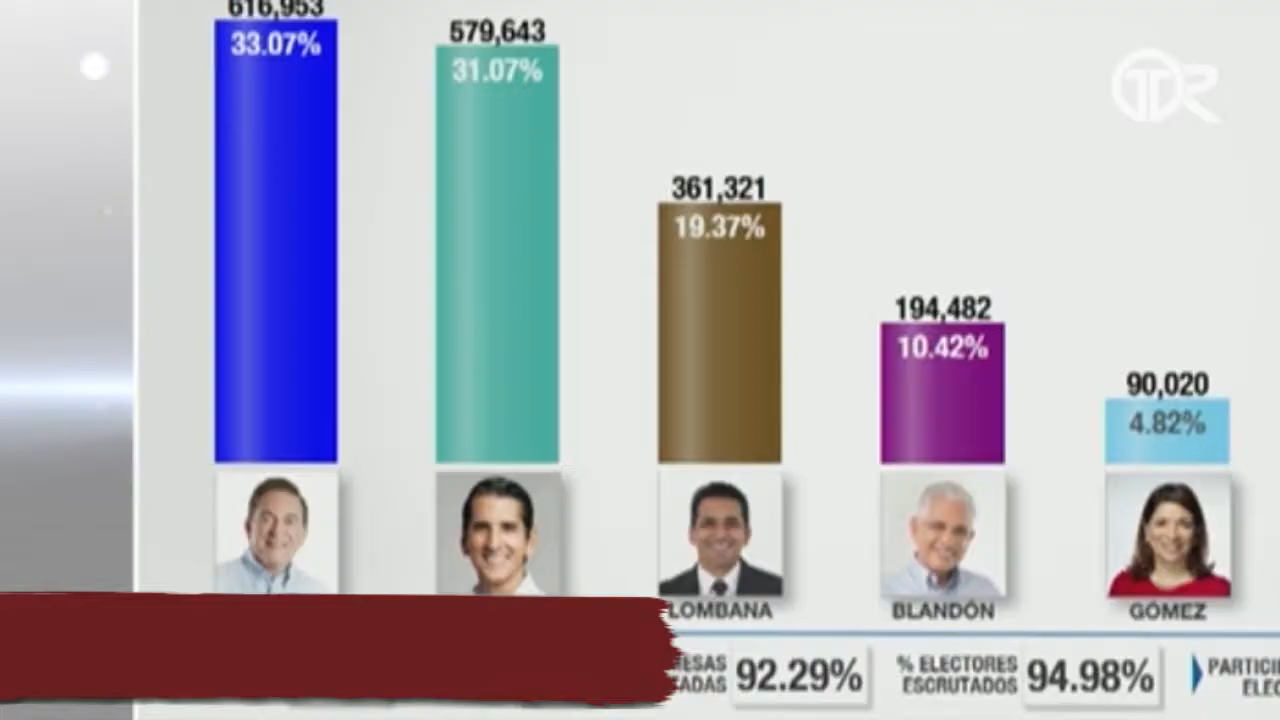 616,953
33.07%
579,643
31.07%
361,321
19.37%
194,482
10.42%
90,020
4.82%
LOMBANA
BLANDÓN
GÓMEZ
92.29%
% ELECTORES
ESCRUTADOS
94.98%